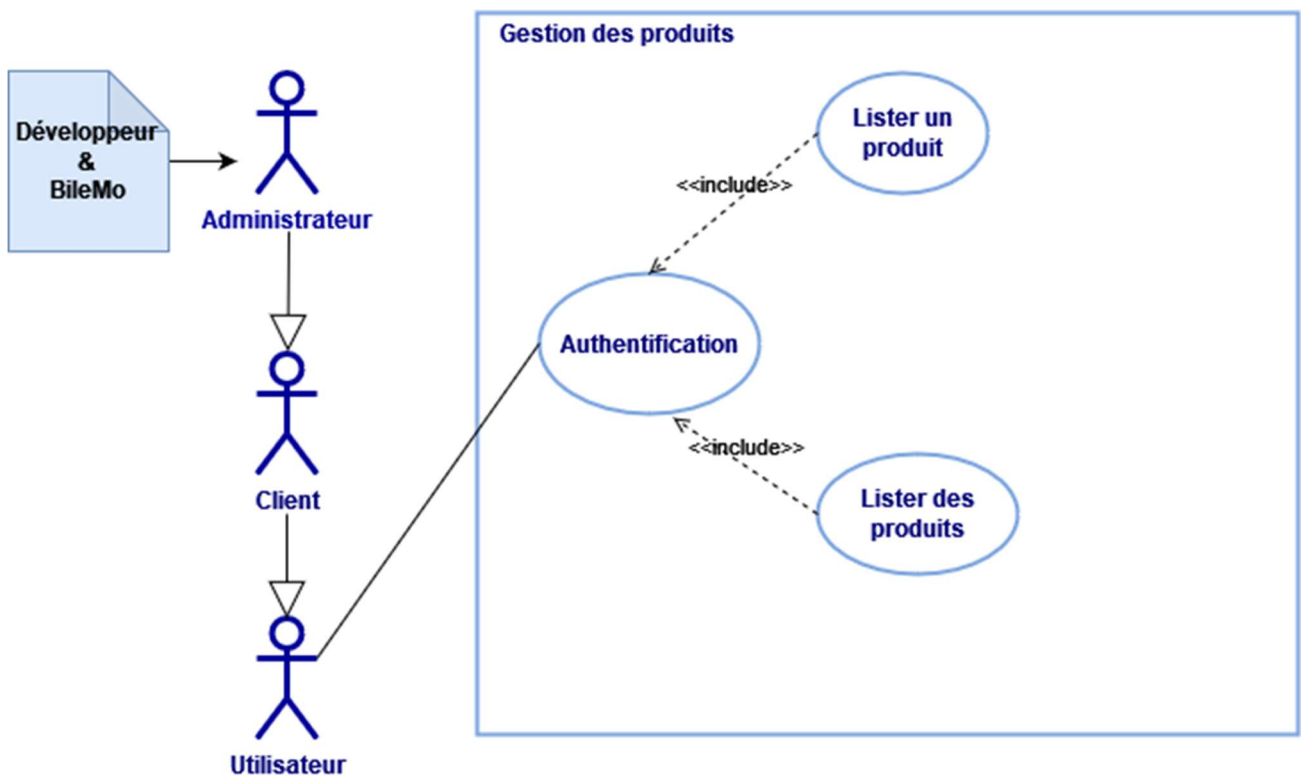 Gestion des produits
Développeur
&
BileMo
Administrateur
Lister un
produit
<<include>>
Authentification
Client
<<include>>
Lister des
produits
Utilisateur